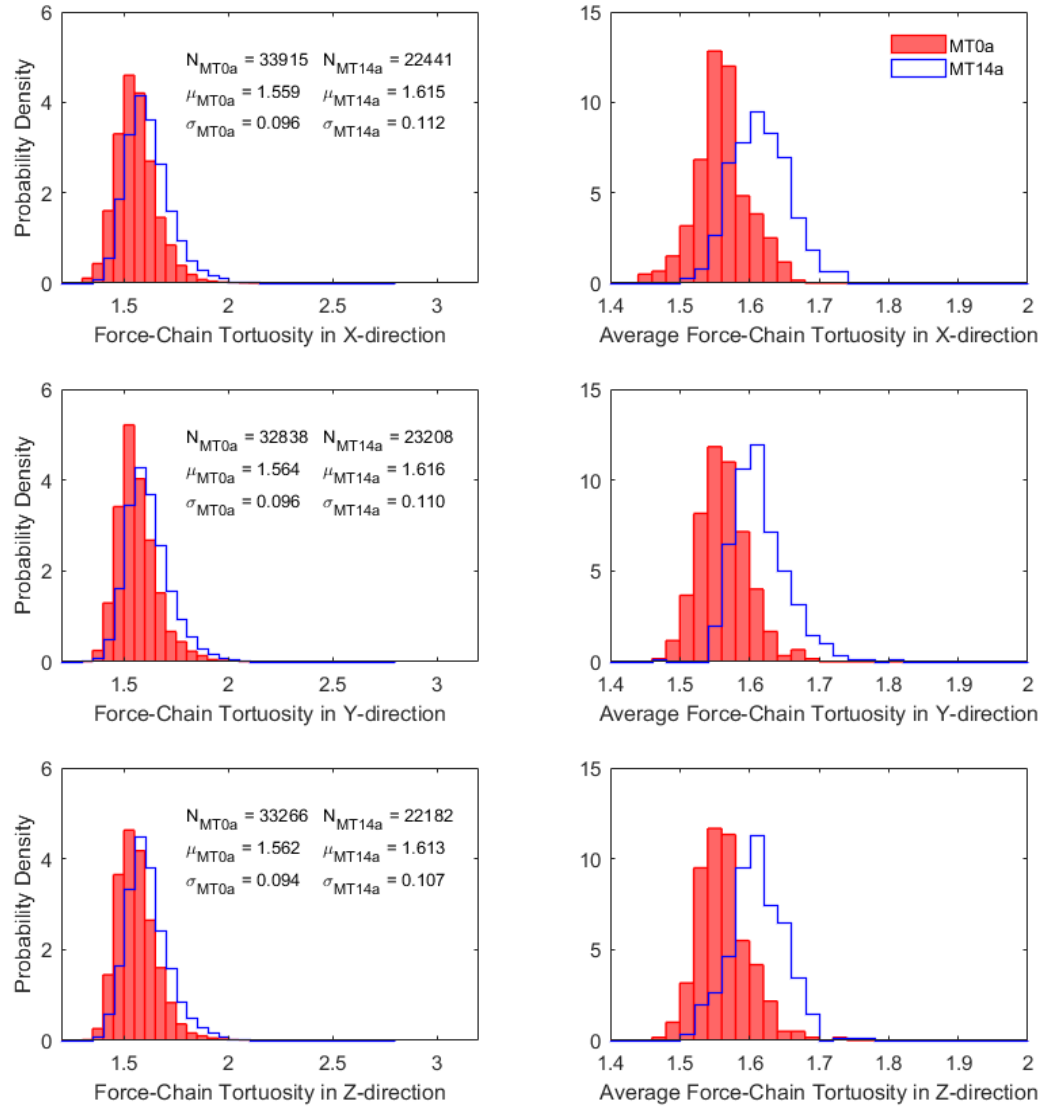 6
4
2
0
Probability Density
N_MT0a = 33915 N_MT14a = 22441
μ_MT0a = 1.559 μ_MT14a = 1.615
σ_MT0a = 0.096 σ_MT14a = 0.112
1.5 2 2.5 3
Force-Chain Tortuosity in X-direction
15
10
5
0
MT0a
MT14a
1.4 1.5 1.6 1.7 1.8 1.9 2
Average Force-Chain Tortuosity in X-direction
6
4
2
0
Probability Density
N_MT0a = 32838 N_MT14a = 23208
μ_MT0a = 1.564 μ_MT14a = 1.616
σ_MT0a = 0.096 σ_MT14a = 0.110
1.5 2 2.5 3
Force-Chain Tortuosity in Y-direction
15
10
5
0
1.4 1.5 1.6 1.7 1.8 1.9 2
Average Force-Chain Tortuosity in Y-direction
6
4
2
0
Probability Density
N_MT0a = 33266 N_MT14a = 22182
μ_MT0a = 1.562 μ_MT14a = 1.613
σ_MT0a = 0.094 σ_MT14a = 0.107
1.5 2 2.5 3
Force-Chain Tortuosity in Z-direction
15
10
5
0
1.4 1.5 1.6 1.7 1.8 1.9 2
Average Force-Chain Tortuosity in Z-direction